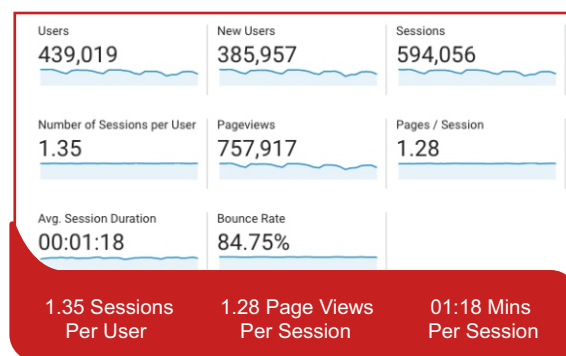 Users
439,019
New Users
385,957
Sessions
594,056
Number of Sessions per User
1.35
Pageviews
757,917
Pages / Session
1.28
Avg. Session Duration
00:01:18
Bounce Rate
84.75%
1.35 Sessions
Per User
1.28 Page Views
Per Session
01:18 Mins
Per Session